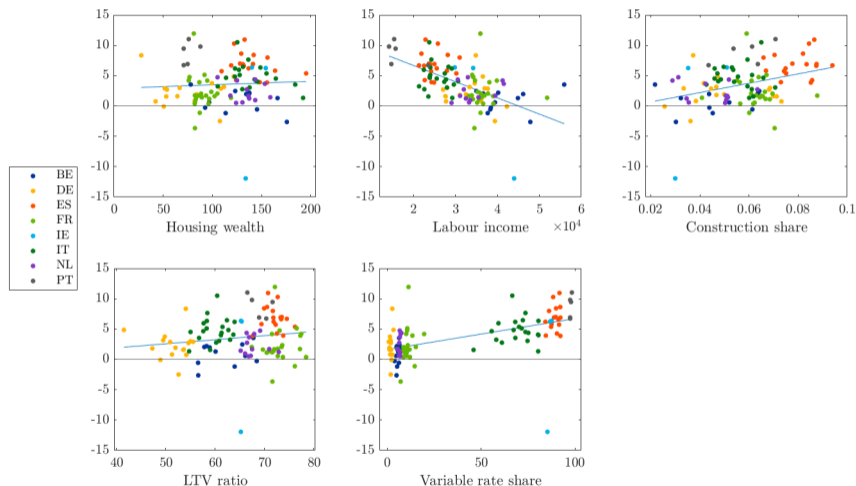 15
10
5
0
-5
-10
-15
0 50 100 150 200
Housing wealth
15
10
5
0
-5
-10
-15
2 3 4 5 6
Labour income ×10⁴
15
10
5
0
-5
-10
-15
0.02 0.04 0.06 0.08 0.1
Construction share
BE
DE
ES
FR
IE
IT
NL
PT
15
10
5
0
-5
-10
-15
40 50 60 70 80
LTV ratio
15
10
5
0
-5
-10
-15
0 50 100
Variable rate share